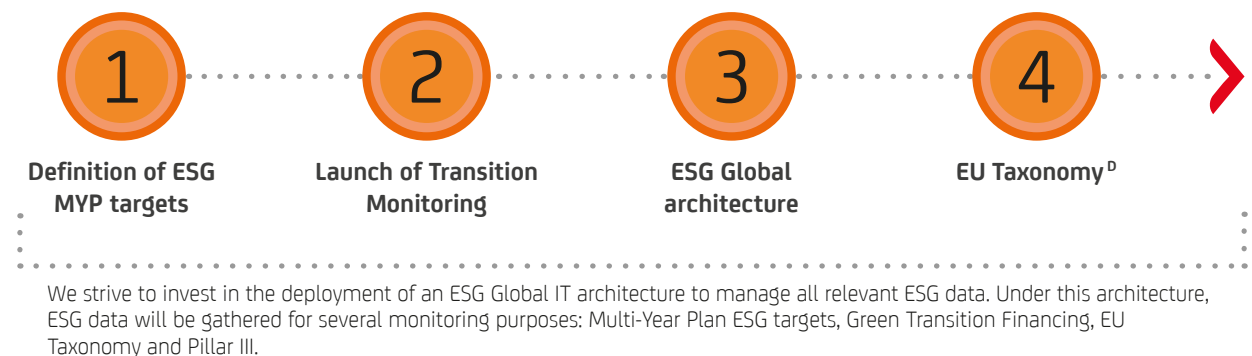 1
2
3
4
Definition of ESG
MYP targets
Launch of Transition
Monitoring
ESG Global
architecture
EU Taxonomy D
We strive to invest in the deployment of an ESG Global IT architecture to manage all relevant ESG data. Under this architecture,
ESG data will be gathered for several monitoring purposes: Multi-Year Plan ESG targets, Green Transition Financing, EU
Taxonomy and Pillar III.